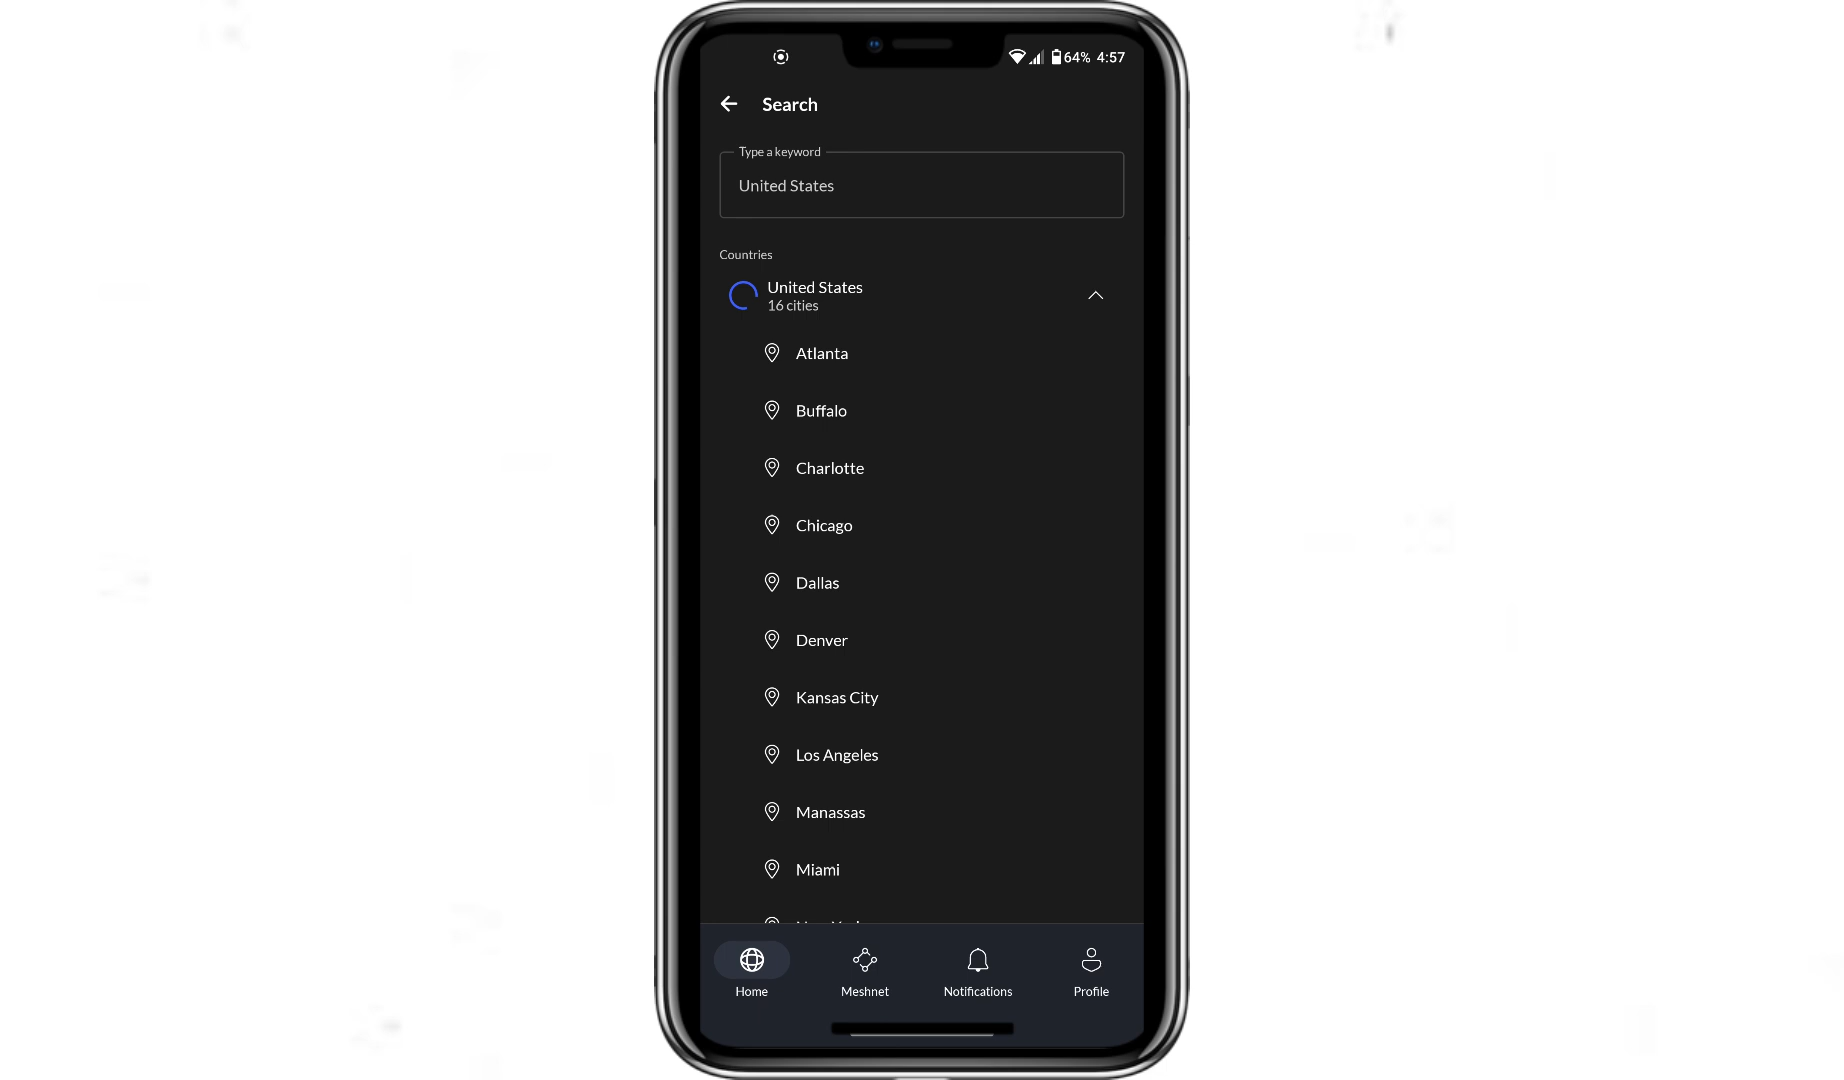 64% 4:57
Search
Type a keyword
United States
Countries
United States
16 cities
Atlanta
Buffalo
Charlotte
Chicago
Dallas
Denver
Kansas City
Los Angeles
Manassas
Miami
Home
Meshnet
Notifications
Profile